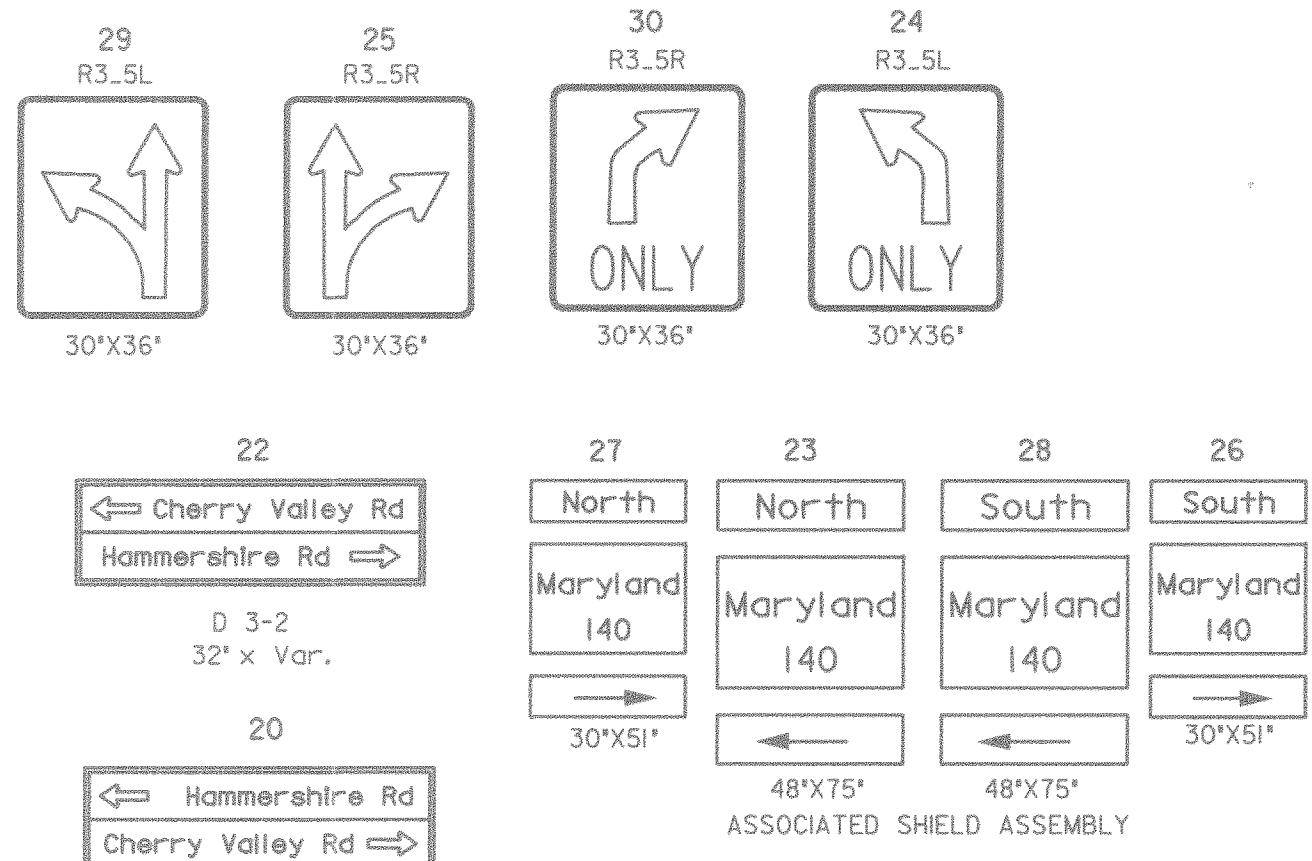 29
R3_5L
30"X36"
25
R3_5R
30"X36"
30
R3_5R
ONLY
30"X36"
24
R3_5L
ONLY
30"X36"
22
Cherry Valley Rd
Hammershire Rd
D 3-2
32" x Var.
20
Hammershire Rd
Cherry Valley Rd
27
North
Maryland
140
30"X51"
23
North
Maryland
140
48"X75"
28
South
Maryland
140
48"X75"
26
South
Maryland
140
30"X51"
ASSOCIATED SHIELD ASSEMBLY